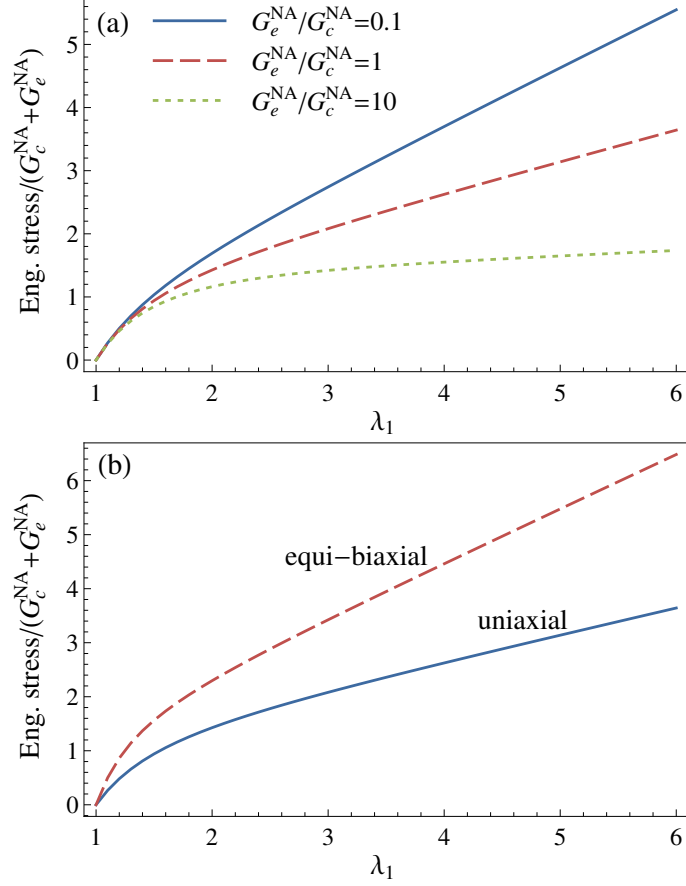 (a)
G_e^NA/G_c^NA=0.1
G_e^NA/G_c^NA=1
G_e^NA/G_c^NA=10
Eng. stress/(G_c^NA+G_e^NA)
5
4
3
2
1
0
1 2 3 4 5 6
λ₁
(b)
equi−biaxial
uniaxial
Eng. stress/(G_c^NA+G_e^NA)
6
5
4
3
2
1
0
1 2 3 4 5 6
λ₁